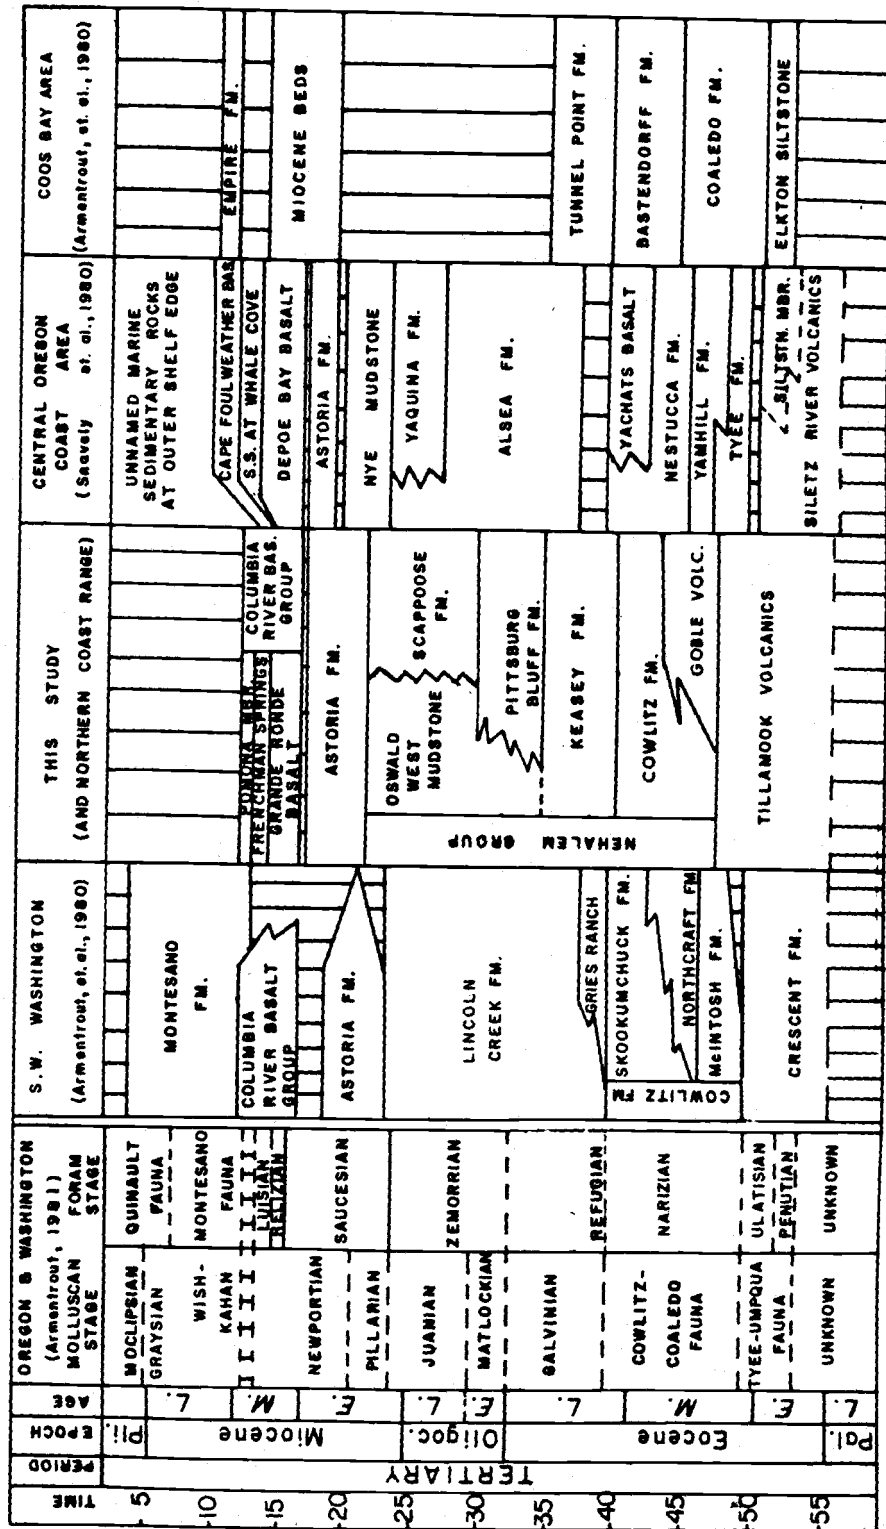 COOS BAY AREA
(Armentrout, et. al., 1980)
EMPIRE FM.
MIOCENE BEDS
TUNNEL POINT FM.
BASTENDORFF FM.
COALEDO FM.
ELKTON SILTSTONE
CENTRAL OREGON
COAST AREA
(Snavely et. al., 1980)
UNNAMED MARINE
SEDIMENTARY ROCKS
AT OUTER SHELF EDGE
CAPE FOULWEATHER BAS.
S.S. AT WHALE COVE
DEPOE BAY BASALT
ASTORIA FM.
NYE MUDSTONE
YAQUINA FM.
ALSEA FM.
YACHATS BASALT
NESTUCCA FM.
YAMHILL FM.
TYEE FM.
SILTSTN. MBR.
SILETZ RIVER VOLCANICS
THIS STUDY
(AND NORTHERN COAST RANGE)
POMONA MBR.
FRENCHMAN SPRINGS
GRANDE RONDE
BASALT
COLUMBIA
RIVER BAS.
GROUP
ASTORIA FM.
OSWALD
WEST
MUDSTONE
SCAPPOOSE
FM.
PITTSBURG
BLUFF FM.
KEASEY FM.
COWLITZ FM.
GOBLE VOLC.
NEHALEM GROUP
TILLAMOOK VOLCANICS
S.W. WASHINGTON
(Armentrout, et. al., 1980)
MONTESANO
FM.
COLUMBIA
RIVER BASALT
GROUP
ASTORIA FM.
LINCOLN
CREEK FM.
GRIES RANCH
SKOOKUMCHUCK FM.
NORTHCRAFT FM
McINTOSH FM.
COWLITZ FM
CRESCENT FM.
OREGON & WASHINGTON
(Armentrout, 1981)
MOLLUSCAN
STAGE
FORAM
STAGE
QUINAULT
FAUNA
MONTESANO
FAUNA
LUISIAN
RELIZIAN
SAUCESIAN
ZEMORRIAN
REFUGIAN
NARIZIAN
ULATISIAN
PENUTIAN
UNKNOWN
MOCLIPSIAN
GRAYSIAN
WISH-
KAHAN
NEWPORTIAN
PILLARIAN
JUANIAN
MATLOCKIAN
GALVINIAN
COWLITZ-
COALEDO
FAUNA
TYEE-UMPQUA
FAUNA
UNKNOWN
AGE
L.
M.
E.
L.
E.
L.
M.
E.
L.
EPOCH
Pli.
Miocene
Oligoc.
Eocene
Pal.
PERIOD
TERTIARY
TIME
-5
-10
-15
-20
-25
-30
-35
-40
-45
-50
-55